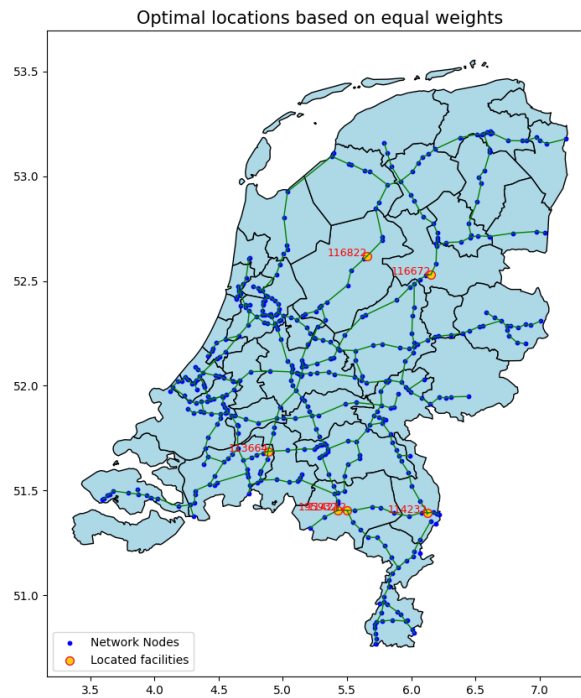 Optimal locations based on equal weights
53.5
53.0
52.5
52.0
51.5
51.0
3.5 4.0 4.5 5.0 5.5 6.0 6.5 7.0
116822
116672
114231
Network Nodes
Located facilities